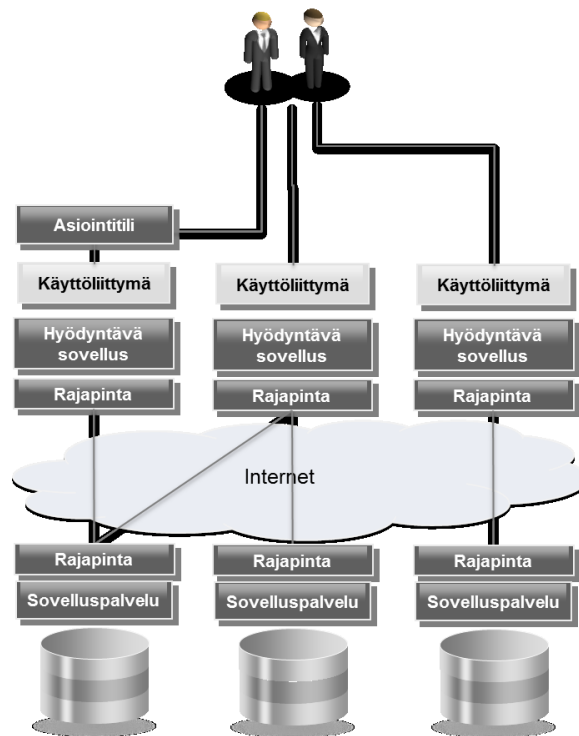 Asiointitili
Käyttöliittymä
Käyttöliittymä
Käyttöliittymä
Hyödyntävä
sovellus
Hyödyntävä
sovellus
Hyödyntävä
sovellus
Rajapinta
Rajapinta
Rajapinta
Internet
Rajapinta
Rajapinta
Rajapinta
Sovelluspalvelu
Sovelluspalvelu
Sovelluspalvelu